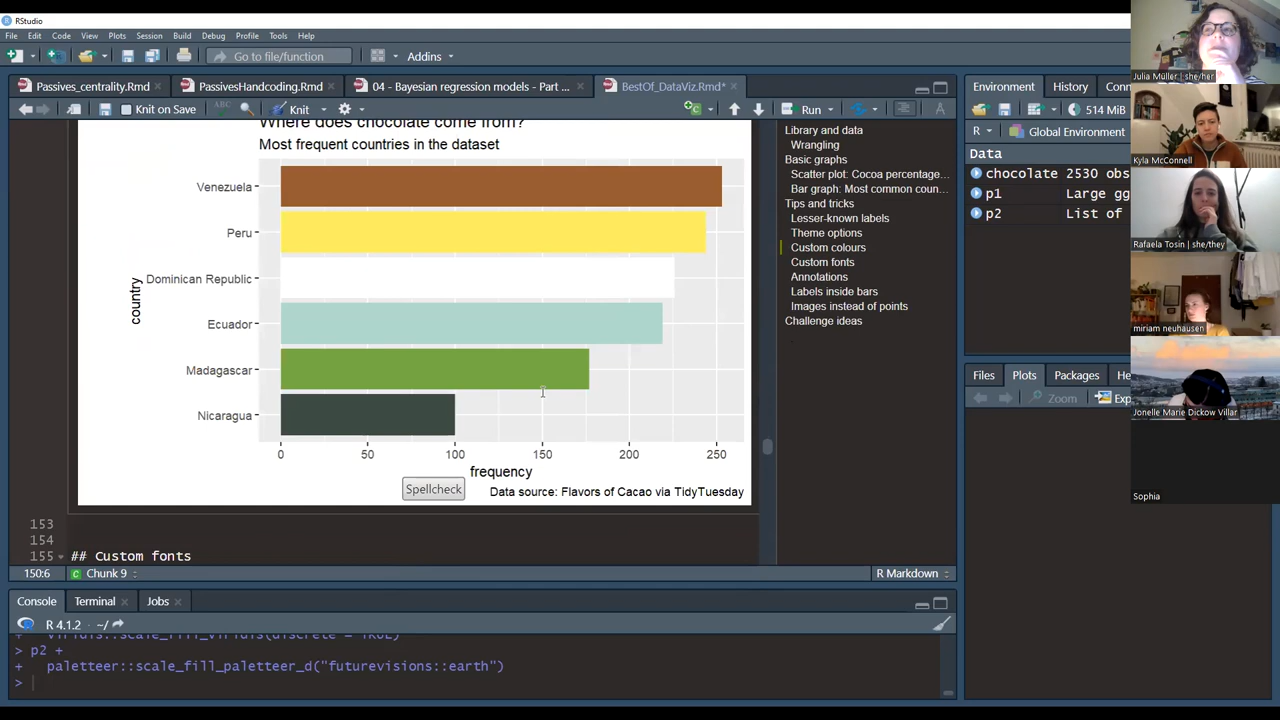 RStudio
File Edit Code View Plots Session Build Debug Profile Tools Help
Go to file/function
Addins
Passives_centrality.Rmd
PassivesHandcoding.Rmd
04 - Bayesian regression models - Part ...
BestOf_DataViz.Rmd*
Knit on Save
ABC
Knit
Run
Where does chocolate come from?
Most frequent countries in the dataset
Venezuela
Peru
Dominican Republic
Ecuador
Madagascar
Nicaragua
country
0 50 100 150 200 250
frequency
Spellcheck
Data source: Flavors of Cacao via TidyTuesday
153
154
155 ## Custom fonts
150:6 Chunk 9 R Markdown
Library and data
Wrangling
Basic graphs
Scatter plot: Cocoa percentage...
Bar graph: Most common coun...
Tips and tricks
Lesser-known labels
Theme options
Custom colours
Custom fonts
Annotations
Labels inside bars
Images instead of points
Challenge ideas
Console Terminal Jobs
R 4.1.2 · ~/
+ viridis::scale_fill_viridis(discrete = TRUE)
> p2 +
+ paletteer::scale_fill_paletteer_d("futurevisions::earth")
>
Environment History Conn
514 MiB
R Global Environment
Data
chocolate 2530 obs
p1 Large gg
p2 List of
Files Plots Packages He
Zoom Exp
Julia Müller | she/her
Kyla McConnell
Rafaela Tosin | she/they
miriam neuhausen
Jonelle Marie Dickow Villar
Sophia